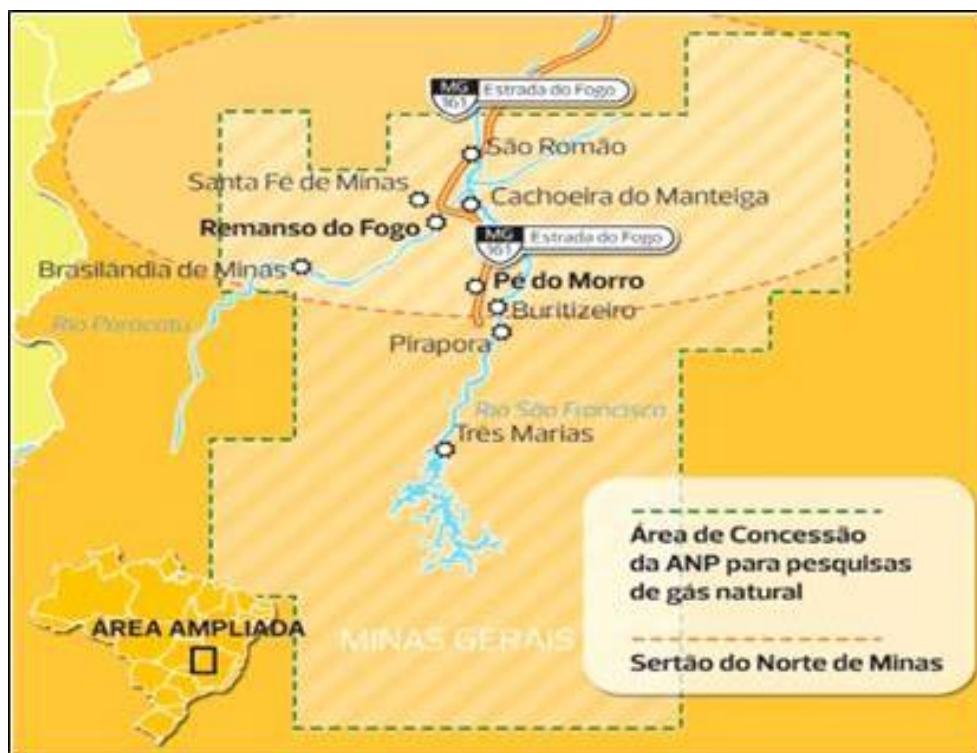 MG
161
Estrada do Fogo
São Romão
Santa Fé de Minas
Cachoeira do Manteiga
Remanso do Fogo
MG
161
Estrada do Fogo
Brasilândia de Minas
Pé do Morro
Buritizeiro
Rio Paracatu
Pirapora
Rio São Francisco
Três Marias
Área de Concessão
da ANP para pesquisas
de gás natural
ÁREA AMPLIADA
MINAS GERAIS
Sertão do Norte de Minas